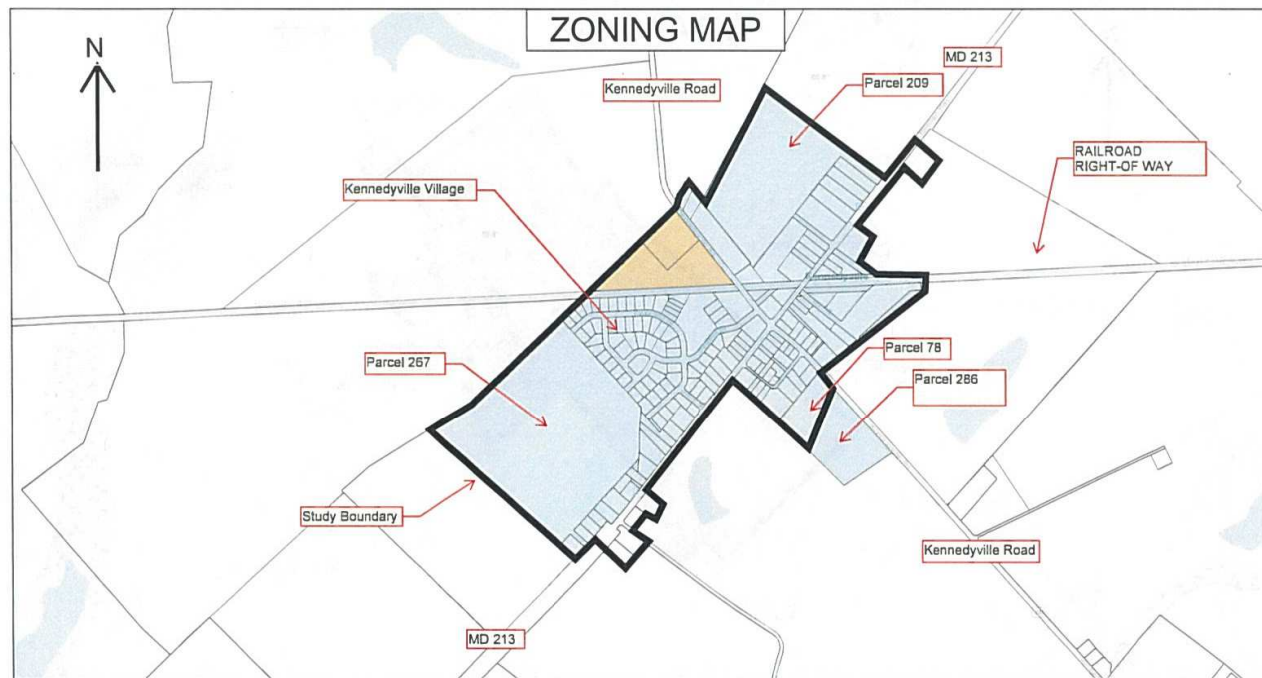 ZONING MAP
N
MD 213
Kennedyville Road
Parcel 209
RAILROAD
RIGHT-OF WAY
Kennedyville Village
Parcel 78
Parcel 267
Parcel 286
Study Boundary
Kennedyville Road
MD 213